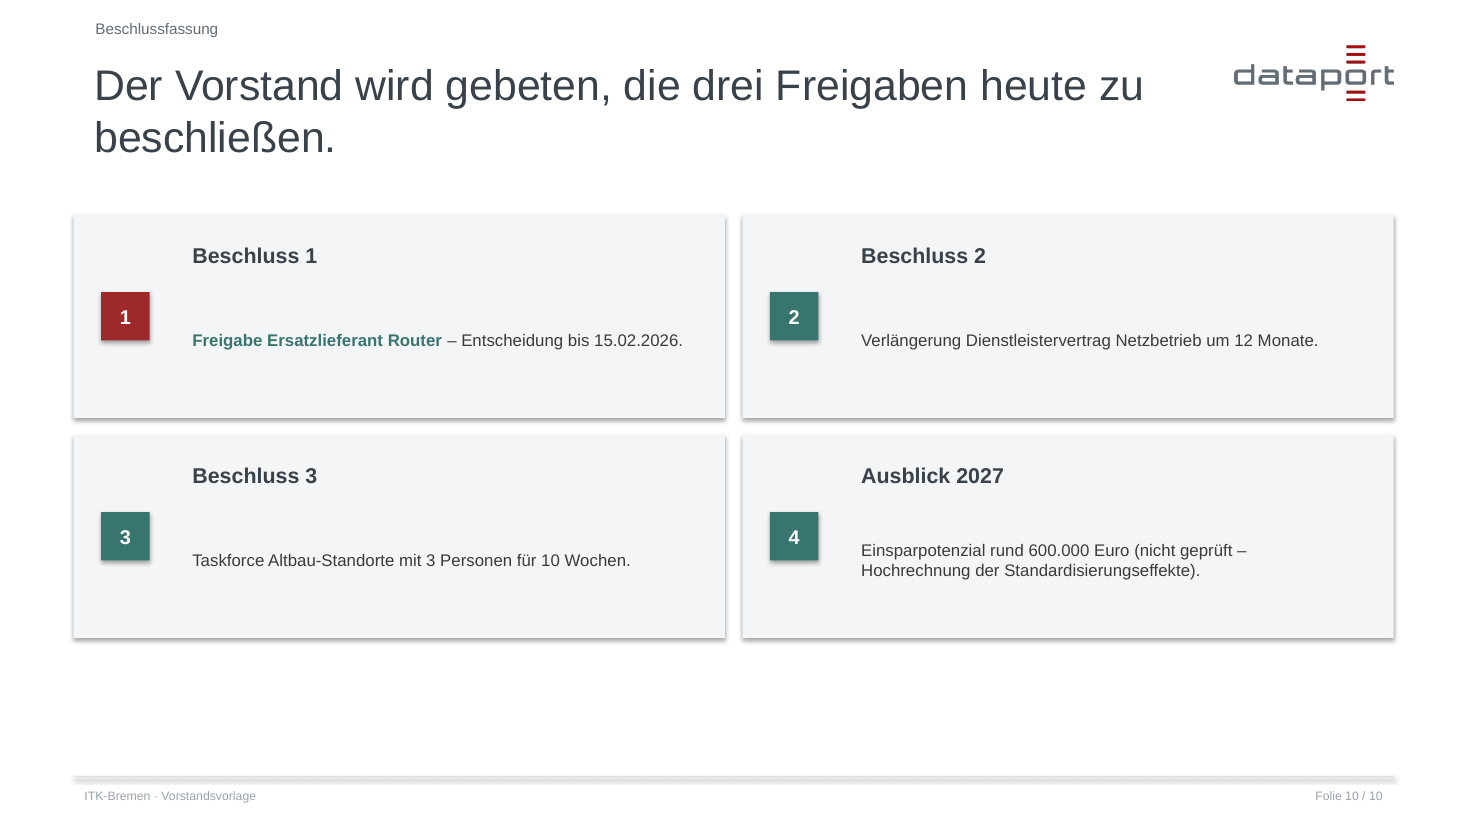 Beschlussfassung
Der Vorstand wird gebeten, die drei Freigaben heute zu
beschließen.
dataport
Beschluss 1
1
Freigabe Ersatzlieferant Router – Entscheidung bis 15.02.2026.
Beschluss 2
2
Verlängerung Dienstleistervertrag Netzbetrieb um 12 Monate.
Beschluss 3
3
Taskforce Altbau-Standorte mit 3 Personen für 10 Wochen.
Ausblick 2027
4
Einsparpotenzial rund 600.000 Euro (nicht geprüft –
Hochrechnung der Standardisierungseffekte).
ITK-Bremen · Vorstandsvorlage
Folie 10 / 10